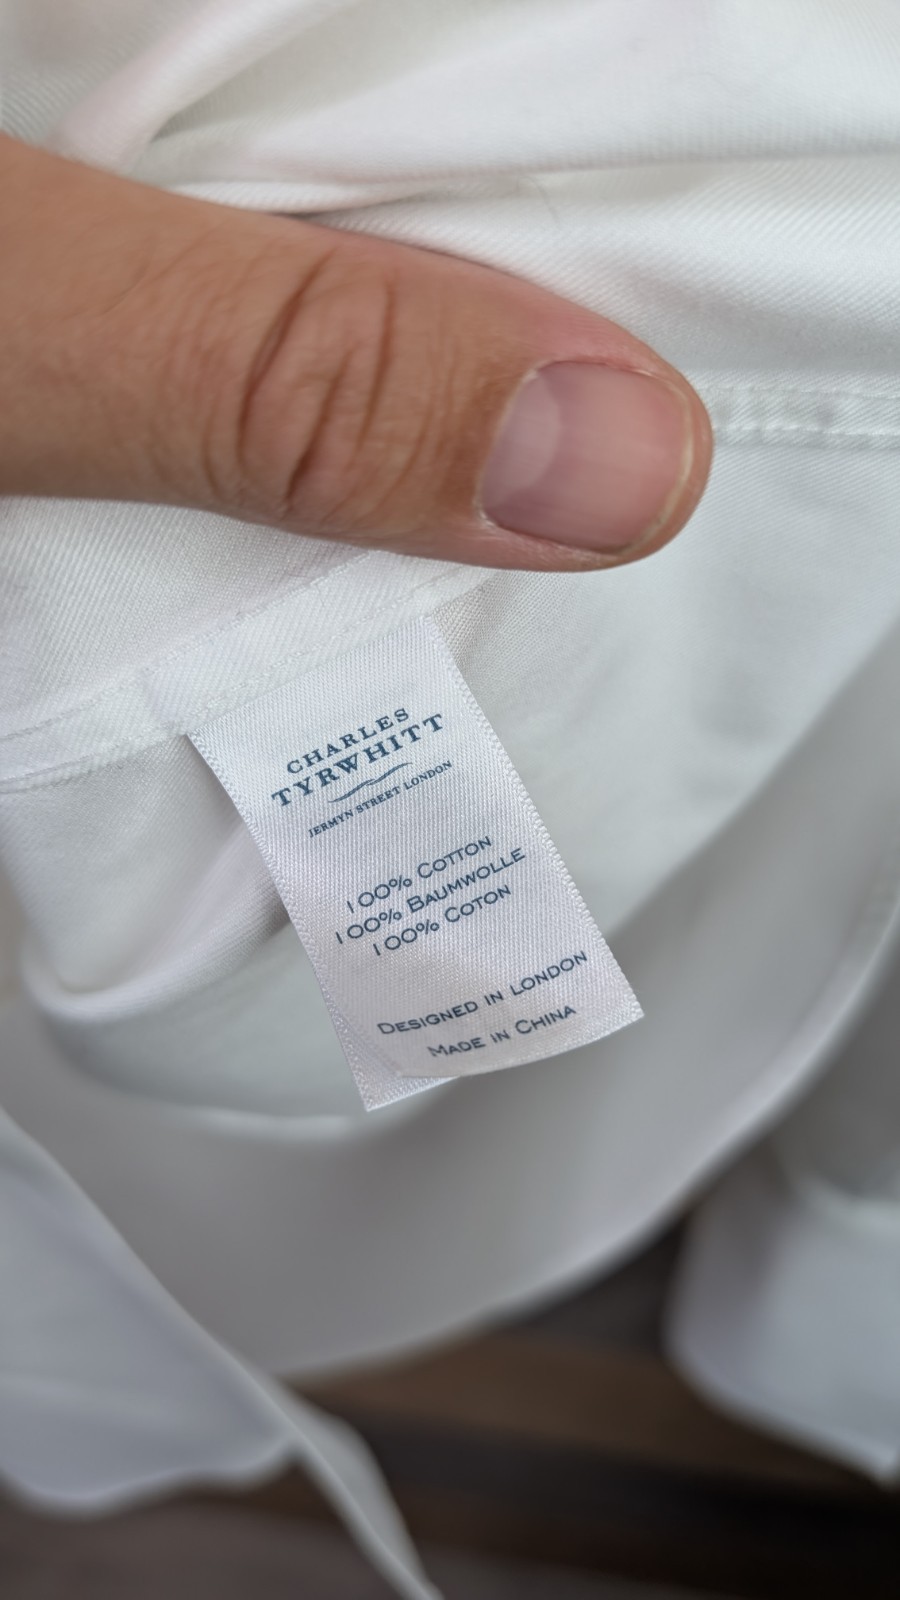 CHARLES
TYRWHITT
JERMYN STREET LONDON
100% COTTON
100% BAUMWOLLE
100% COTON
DESIGNED IN LONDON
MADE IN CHINA